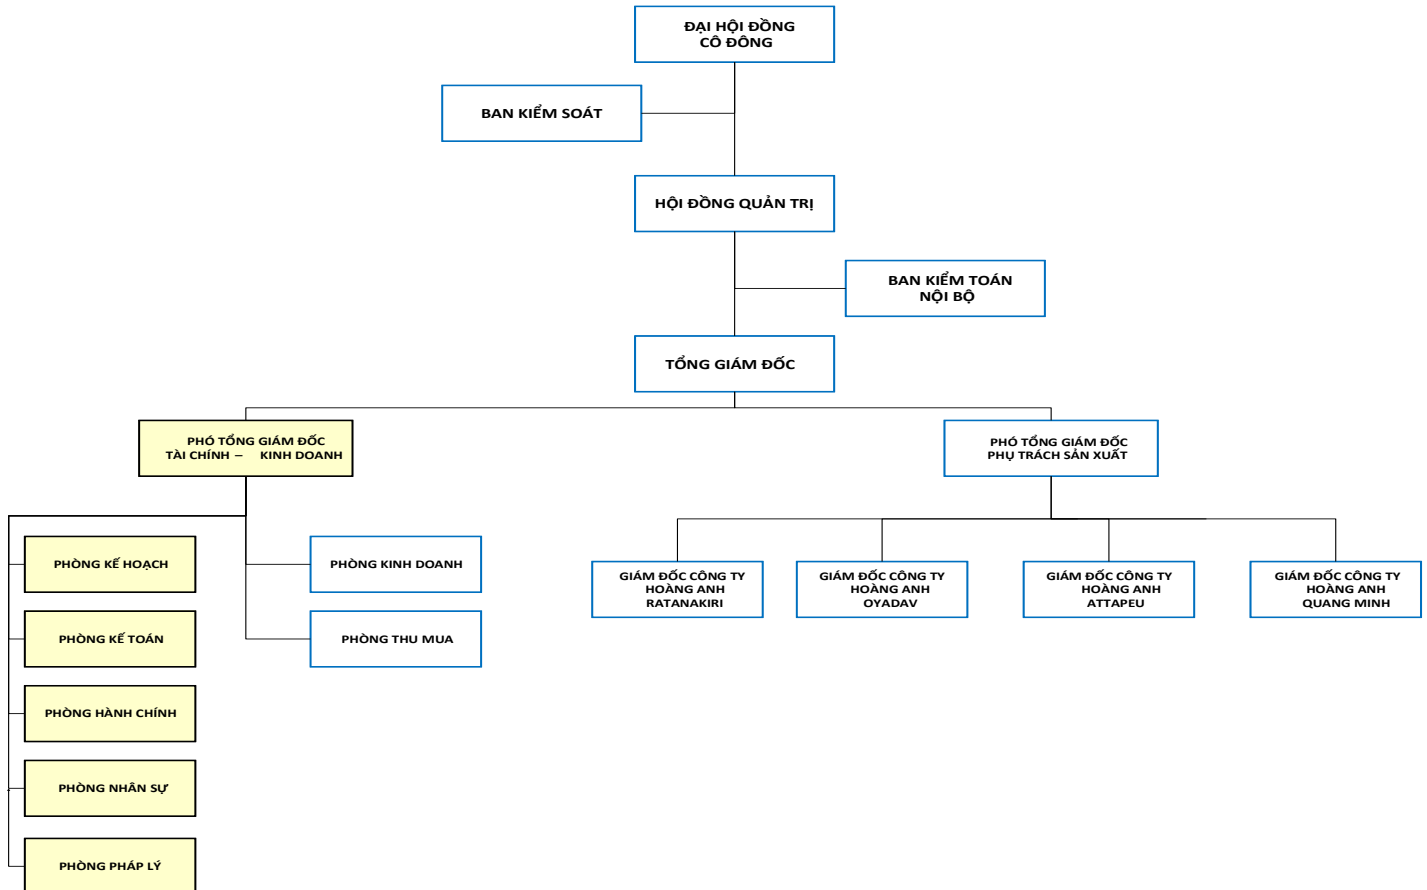 ĐẠI HỘI ĐỒNG
CÔ ĐÔNG
BAN KIỂM SOÁT
HỘI ĐỒNG QUẢN TRỊ
BAN KIỂM TOÁN
NỘI BỘ
TỔNG GIÁM ĐỐC
PHÓ TỔNG GIÁM ĐỐC
TÀI CHÍNH – KINH DOANH
PHÓ TỔNG GIÁM ĐỐC
PHỤ TRÁCH SẢN XUẤT
PHÒNG KẾ HOẠCH
PHÒNG KINH DOANH
GIÁM ĐỐC CÔNG TY
HOÀNG ANH
RATANAKIRI
GIÁM ĐỐC CÔNG TY
HOÀNG ANH
OYADAV
GIÁM ĐỐC CÔNG TY
HOÀNG ANH
ATTAPEU
GIÁM ĐỐC CÔNG TY
HOÀNG ANH
QUANG MINH
PHÒNG KẾ TOÁN
PHÒNG THU MUA
PHÒNG HÀNH CHÍNH
PHÒNG NHÂN SỰ
PHÒNG PHÁP LÝ